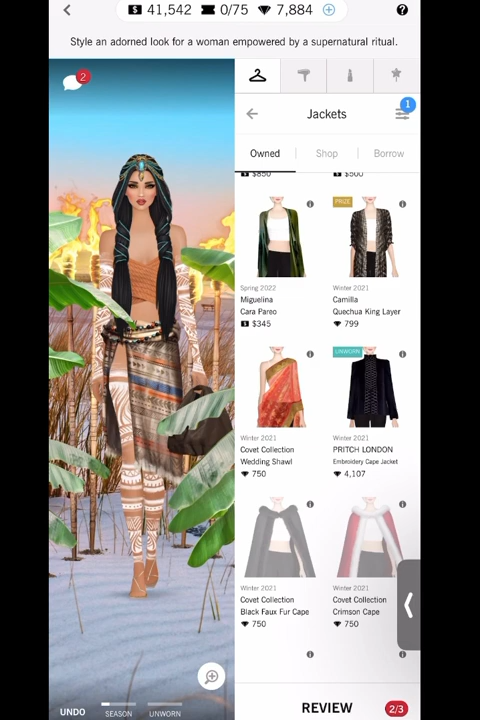 41,542 0/75 7,884
?
Style an adorned look for a woman empowered by a supernatural ritual.
2
1
Jackets
Owned Shop Borrow
$ $850 $ $500
PRIZE
Spring 2022 Winter 2021
Miguelina Camilla
Cara Pareo Quechua King Layer
$ $345 799
UNWORN
Winter 2021 Winter 2021
Covet Collection PRITCH LONDON
Wedding Shawl Embroidery Cape Jacket
750 4,107
Winter 2021 Winter 2021
Covet Collection Covet Collection
Black Faux Fur Cape Crimson Cape
750 750
UNDO SEASON UNWORN
REVIEW 2/3